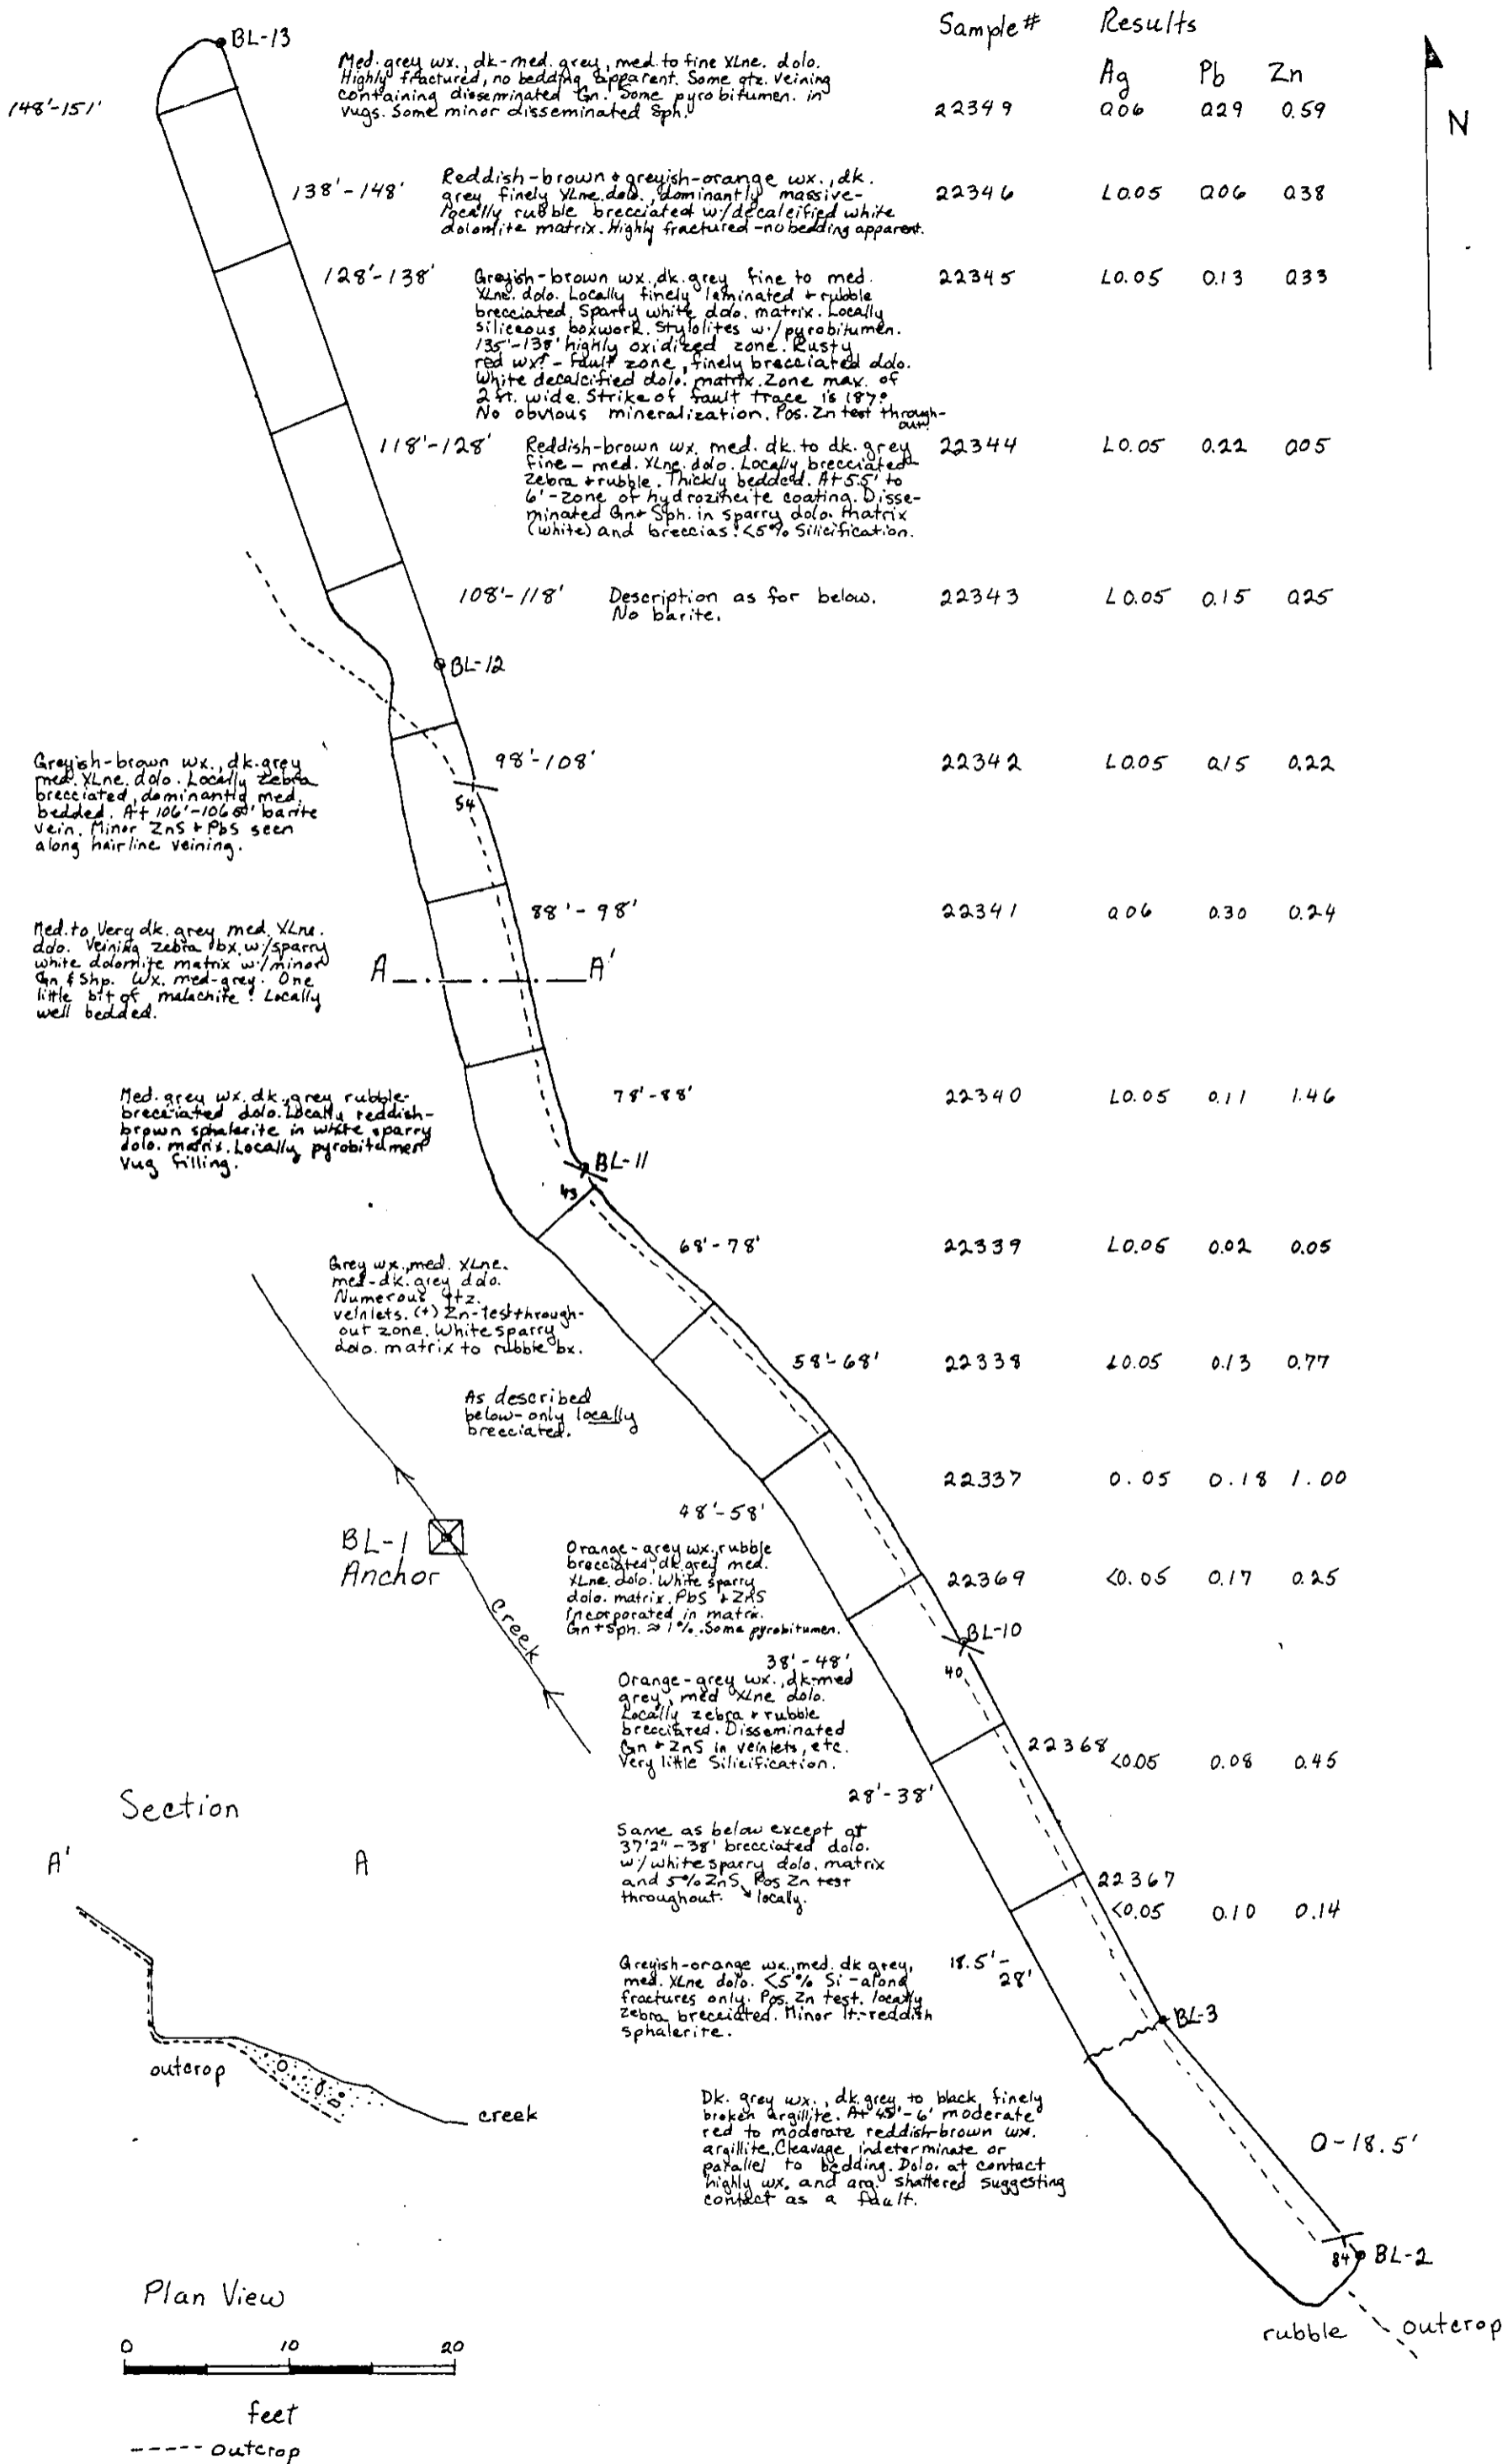 Sample # Results
Ag Pb Zn
BL-13
148'-151'
Med. grey wx., dk-med. grey, med. to fine XLne. dolo.
Highly fractured, no bedding apparent. Some qtz. veining
containing disseminated Gn. Some pyrobitumen. in
vugs. Some minor disseminated Sph.
22349 0.06 0.29 0.59
N
138'-148'
Reddish-brown + greyish-orange wx., dk.
grey finely XLne. dolo., dominantly massive-
locally rubble brecciated w/decalcified white
dolomite matrix. Highly fractured-no bedding apparent.
22346 L0.05 0.06 0.38
128'-138'
Greyish-brown wx. dk. grey fine to med.
XLne. dolo. Locally finely laminated + rubble
brecciated. Sparry white dolo. matrix. Locally
siliceous boxwork. Stylolites w/pyrobitumen.
135'-138' highly oxidized zone. Rusty
red wx? - fault zone, finely brecciated dolo.
White decalcified dolo. matrix. Zone max. of
2 ft. wide. Strike of fault trace is 187°
No obvious mineralization. Pos. Zn test through-
out.
22345 L0.05 0.13 0.33
118'-128'
Reddish-brown wx. med. dk. to dk. grey
fine - med. XLne. dolo. Locally brecciated
zebra + rubble. Thickly bedded. At 5.5' to
6' - zone of hydrozincite coating. Disse-
minated Gn + Sph. in sparry dolo. matrix
(white) and breccias. <5% Silicification.
22344 L0.05 0.22 0.05
108'-118'
Description as for below.
No barite.
22343 L0.05 0.15 0.25
BL-12
98'-108'
54
Greyish-brown wx., dk.grey
med. XLne. dolo. Locally zebra
brecciated, dominantly med.
bedded. At 106'- barite
vein. Minor ZnS + PbS seen
along hairline veining.
22342 L0.05 0.15 0.22
88'-98'
Med. to Very dk. grey med. XLne.
dolo. Veining zebra bx. w/sparry
white dolomite matrix w/minor
Gn & Shp. Wx. med-grey. One
little bit of malachite! Locally
well bedded.
22341 0.06 0.30 0.24
A A'
78'-88'
Med. grey wx. dk. grey rubble-
brecciated dolo. Locally reddish-
brown sphalerite in white sparry
dolo. matrix. Locally pyrobitumen
vug filling.
22340 L0.05 0.11 1.46
BL-11
43
68'-78'
Grey wx., med. XLne.
med-dk. grey dolo.
Numerous qtz.
veinlets. (+) Zn-test through-
out zone. White sparry
dolo. matrix to rubble bx.
22339 L0.05 0.02 0.05
58'-68'
As described
below-only locally
brecciated.
22338 L0.05 0.13 0.77
22337 0.05 0.18 1.00
48'-58'
BL-1
Anchor
creek
Orange-grey wx. rubble
brecciated, dk grey med.
XLne. dolo. White sparry
dolo. matrix. PbS + ZnS
incorporated in matrix.
Gn + Sph. ≈ 1%. Some pyrobitumen.
22369 <0.05 0.17 0.25
BL-10
40
38'-48'
Orange-grey wx., dk-med
grey, med XLne dolo.
Locally zebra + rubble
brecciated. Disseminated
Gn + ZnS in veinlets, etc.
Very little Silicification.
22368 <0.05 0.08 0.45
28'-38'
Same as below except at
37'2"-38' brecciated dolo.
w/white sparry dolo. matrix
and 5% ZnS. Pos Zn test
throughout. locally.
22367
<0.05 0.10 0.14
18.5'-
28'
Greyish-orange wx., med. dk grey,
med. XLne dolo. <5% Si - along
fractures only. Pos. Zn test. locally
zebra brecciated. Minor lt.-reddish
sphalerite.
BL-3
Dk. grey wx., dk. grey to black, finely
broken argillite. At moderate
red to moderate reddish-brown wx.
argillite. Cleavage indeterminate or
parallel to bedding. Dolo. at contact
highly wx. and arg. shattered suggesting
contact as a fault.
0-18.5'
84 BL-2
rubble outcrop
Section
A' A
outcrop
creek
Plan View
0 10 20
feet
----- outcrop